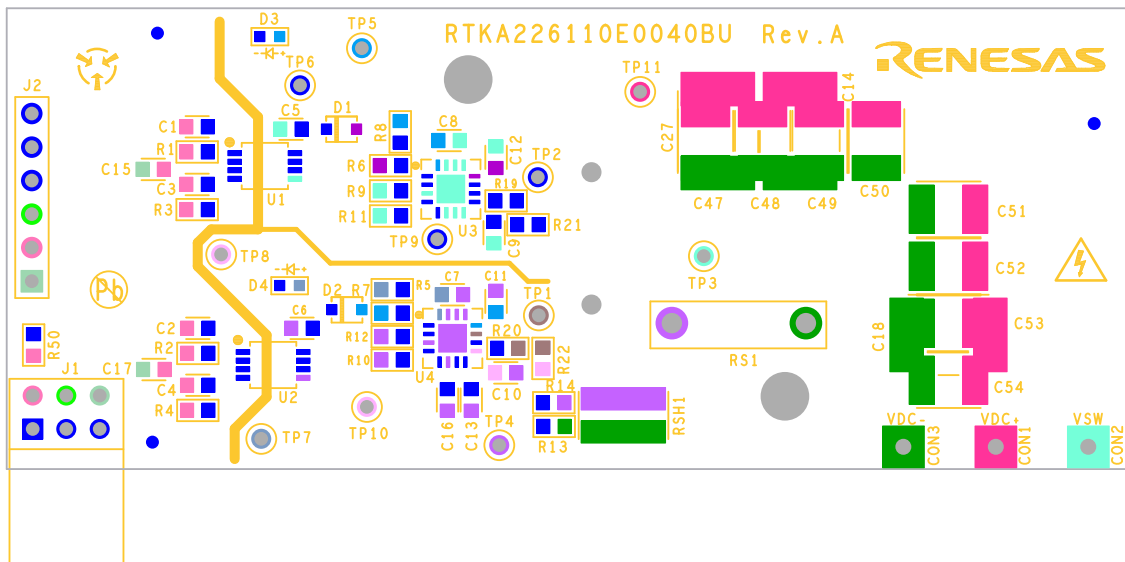 D3
TP5
RTKA226110E0040BU Rev.A
RENESAS
TP6
TP11
C14
J2
C5
D1
R8
C8
C12
C27
C1
R1
C15
C3
R3
U1
R6
R9
R11
TP2
R19
U3
R21
C9
TP9
C47
C48
C49
C50
C51
TP8
D4
D2
R7
R5
C7
C11
TP3
C52
Pb
C6
TP1
R12
R10
U4
R20
R22
C10
RS1
C18
C53
C54
R50
C2
R2
C17
C4
R4
U2
J1
R14
R13
RSH1
C16
C13
TP4
TP10
TP7
VDC-
CON3
VDC+
CON1
VSW
CON2